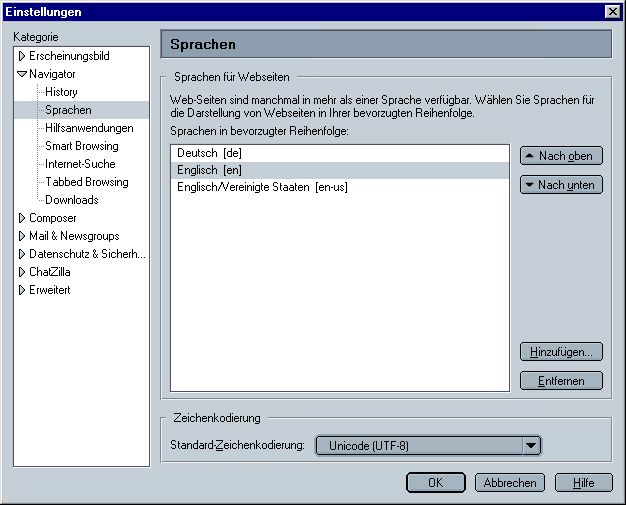 Einstellungen
Kategorie
Erscheinungsbild
Navigator
History
Sprachen
Hilfsanwendungen
Smart Browsing
Internet-Suche
Tabbed Browsing
Downloads
Composer
Mail & Newsgroups
Datenschutz & Sicherh...
ChatZilla
Erweitert
Sprachen
Sprachen für Webseiten
Web-Seiten sind manchmal in mehr als einer Sprache verfügbar. Wählen Sie Sprachen für
die Darstellung von Webseiten in Ihrer bevorzugten Reihenfolge.
Sprachen in bevorzugter Reihenfolge:
Deutsch [de]
Englisch [en]
Englisch/Vereinigte Staaten [en-us]
Nach oben
Nach unten
Hinzufügen...
Entfernen
Zeichenkodierung
Standard-Zeichenkodierung: Unicode (UTF-8)
OK Abbrechen Hilfe